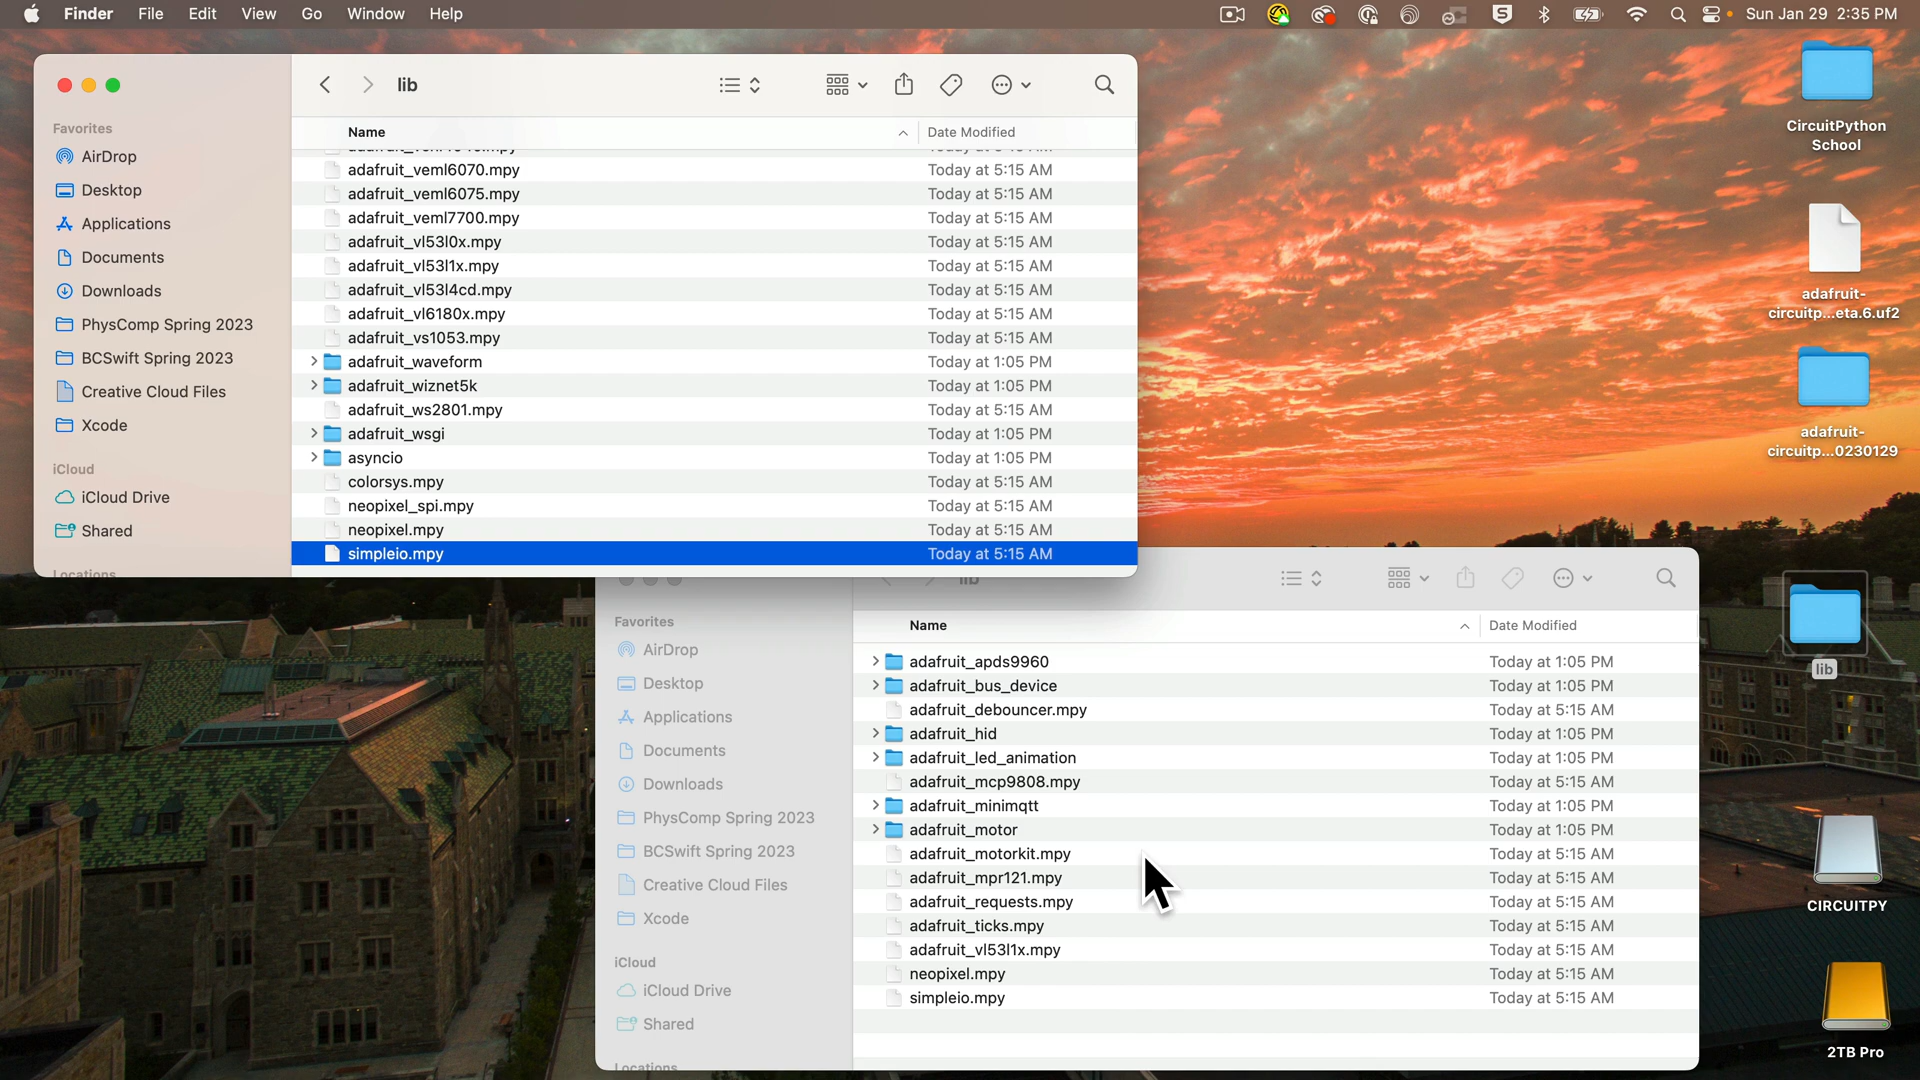 Finder File Edit View Go Window Help
Sun Jan 29 2:35 PM
lib
Favorites
AirDrop
Desktop
Applications
Documents
Downloads
PhysComp Spring 2023
BCSwift Spring 2023
Creative Cloud Files
Xcode
iCloud
iCloud Drive
Shared
Locations
Name Date Modified
adafruit_veml6070.mpy Today at 5:15 AM
adafruit_veml6075.mpy Today at 5:15 AM
adafruit_veml7700.mpy Today at 5:15 AM
adafruit_vl53l0x.mpy Today at 5:15 AM
adafruit_vl53l1x.mpy Today at 5:15 AM
adafruit_vl53l4cd.mpy Today at 5:15 AM
adafruit_vl6180x.mpy Today at 5:15 AM
adafruit_vs1053.mpy Today at 5:15 AM
adafruit_waveform Today at 1:05 PM
adafruit_wiznet5k Today at 1:05 PM
adafruit_ws2801.mpy Today at 5:15 AM
adafruit_wsgi Today at 1:05 PM
asyncio Today at 1:05 PM
colorsys.mpy Today at 5:15 AM
neopixel_spi.mpy Today at 5:15 AM
neopixel.mpy Today at 5:15 AM
simpleio.mpy Today at 5:15 AM
lib
Favorites
AirDrop
Desktop
Applications
Documents
Downloads
PhysComp Spring 2023
BCSwift Spring 2023
Creative Cloud Files
Xcode
iCloud
iCloud Drive
Shared
Locations
Name Date Modified
adafruit_apds9960 Today at 1:05 PM
adafruit_bus_device Today at 1:05 PM
adafruit_debouncer.mpy Today at 5:15 AM
adafruit_hid Today at 1:05 PM
adafruit_led_animation Today at 1:05 PM
adafruit_mcp9808.mpy Today at 5:15 AM
adafruit_minimqtt Today at 1:05 PM
adafruit_motor Today at 1:05 PM
adafruit_motorkit.mpy Today at 5:15 AM
adafruit_mpr121.mpy Today at 5:15 AM
adafruit_requests.mpy Today at 5:15 AM
adafruit_ticks.mpy Today at 5:15 AM
adafruit_vl53l1x.mpy Today at 5:15 AM
neopixel.mpy Today at 5:15 AM
simpleio.mpy Today at 5:15 AM
CircuitPython
School
adafruit-
circuitp...eta.6.uf2
adafruit-
circuitp...0230129
lib
CIRCUITPY
2TB Pro